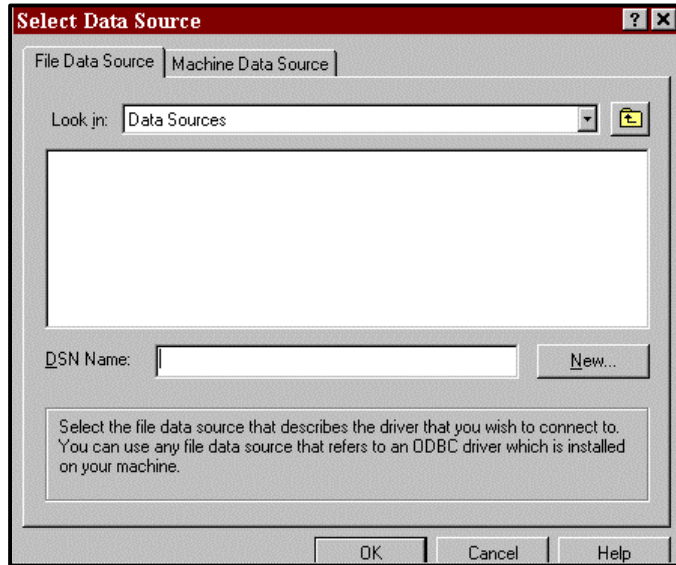 Select Data Source
File Data Source Machine Data Source
Look in: Data Sources
DSN Name: New...
Select the file data source that describes the driver that you wish to connect to.
You can use any file data source that refers to an ODBC driver which is installed
on your machine.
OK Cancel Help